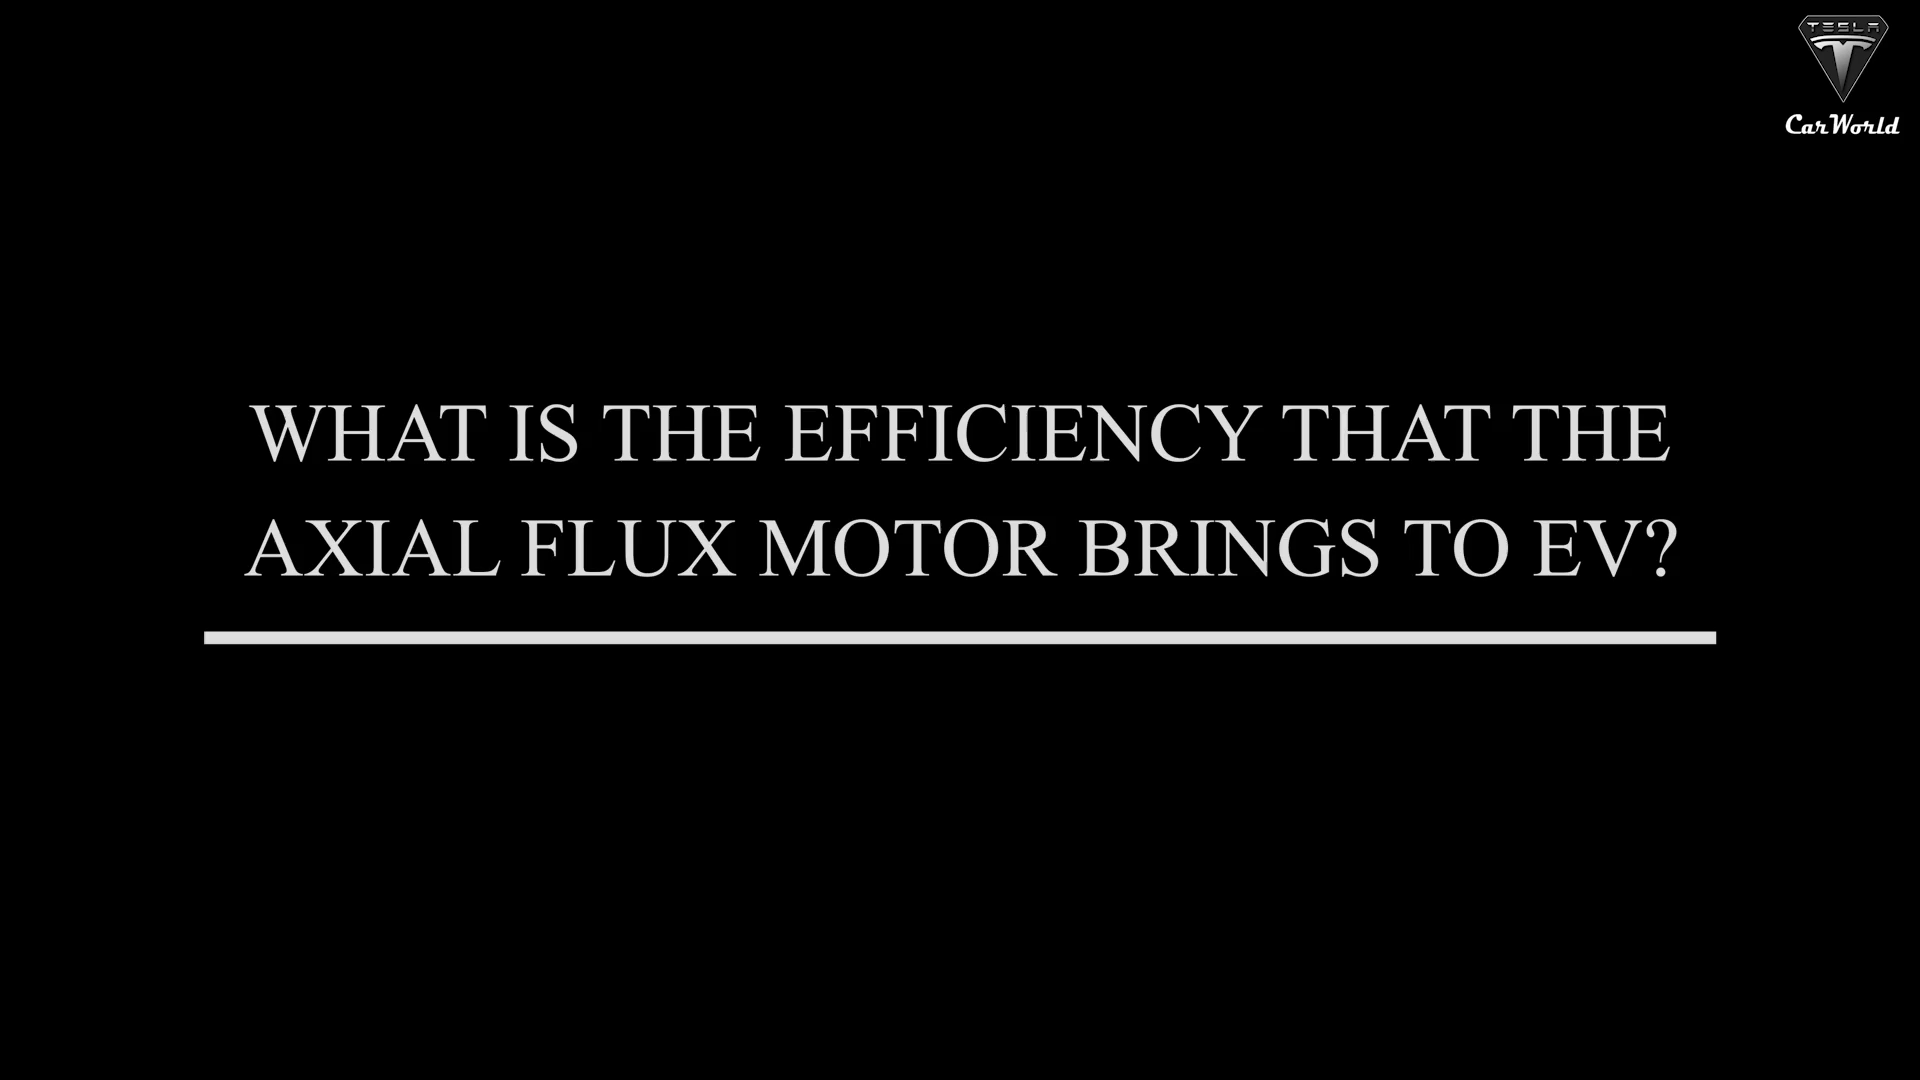 TESLA
CarWorld
WHAT IS THE EFFICIENCY THAT THE
AXIAL FLUX MOTOR BRINGS TO EV?